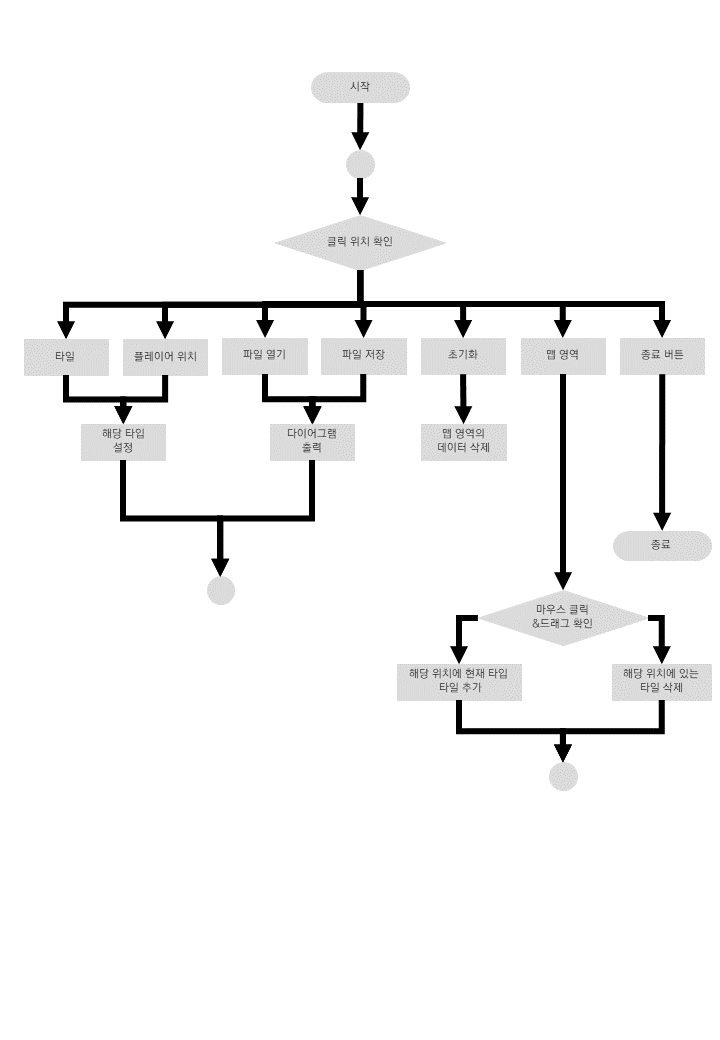 시작
클릭 위치 확인
타일
플레이어 위치
파일 열기
파일 저장
초기화
맵 영역
종료 버튼
해당 타입
설정
다이어그램
출력
맵 영역의
데이터 삭제
종료
마우스 클릭
&드래그 확인
해당 위치에 현재 타입
타일 추가
해당 위치에 있는
타일 삭제